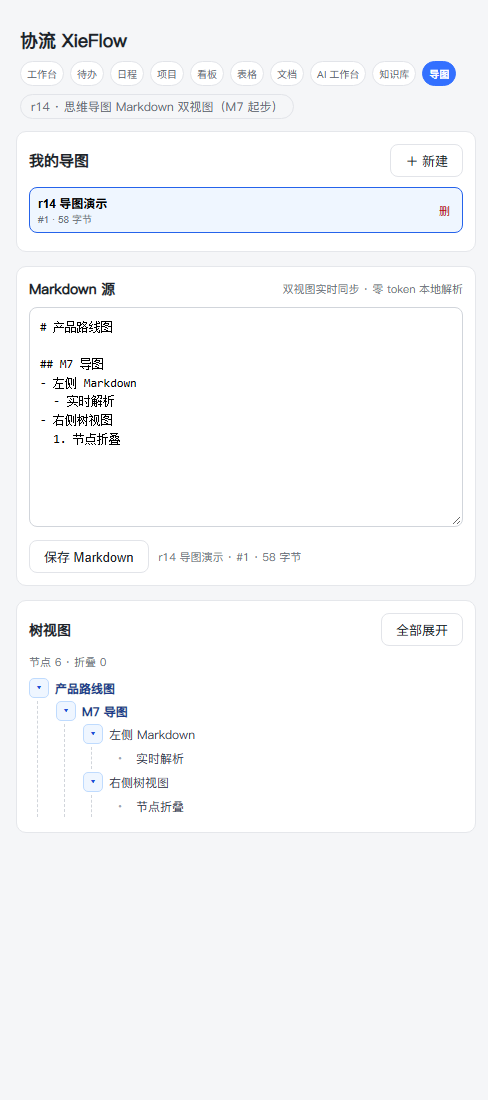 协流 XieFlow
工作台 待办 日程 项目 看板 表格 文档 AI 工作台 知识库 导图
r14 · 思维导图 Markdown 双视图（M7 起步）
我的导图 ＋ 新建
r14 导图演示
#1 · 58 字节 删
Markdown 源 双视图实时同步 · 零 token 本地解析
# 产品路线图
## M7 导图
- 左侧 Markdown
  - 实时解析
- 右侧树视图
  1. 节点折叠
保存 Markdown r14 导图演示 · #1 · 58 字节
树视图 全部展开
节点 6 · 折叠 0
产品路线图
M7 导图
左侧 Markdown
实时解析
右侧树视图
节点折叠